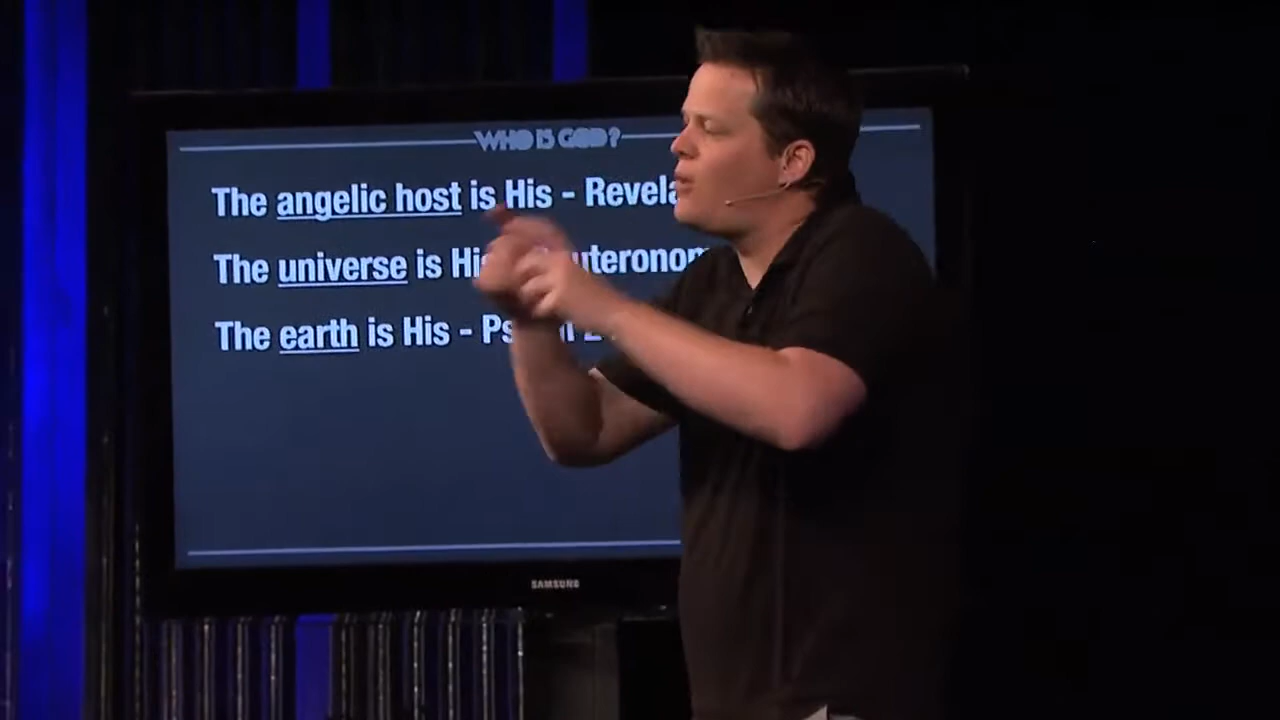 WHO IS GOD?
The angelic host is His - Revela
The universe is His uteronom
The earth is His - Ps
SAMSUNG